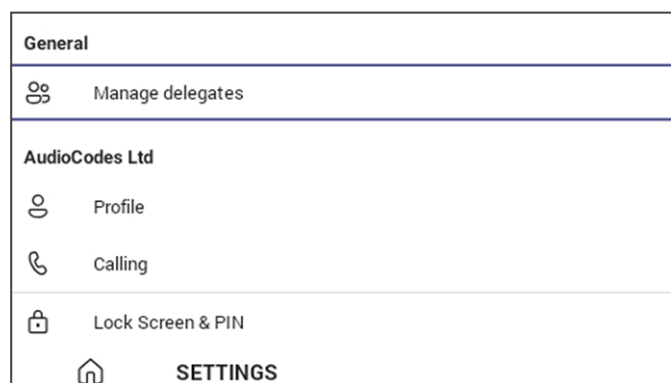 General
Manage delegates
AudioCodes Ltd
Profile
Calling
Lock Screen & PIN
SETTINGS